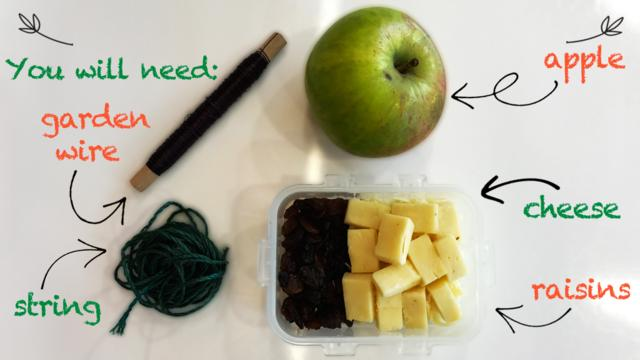 You will need:
garden
wire
string
apple
cheese
raisins